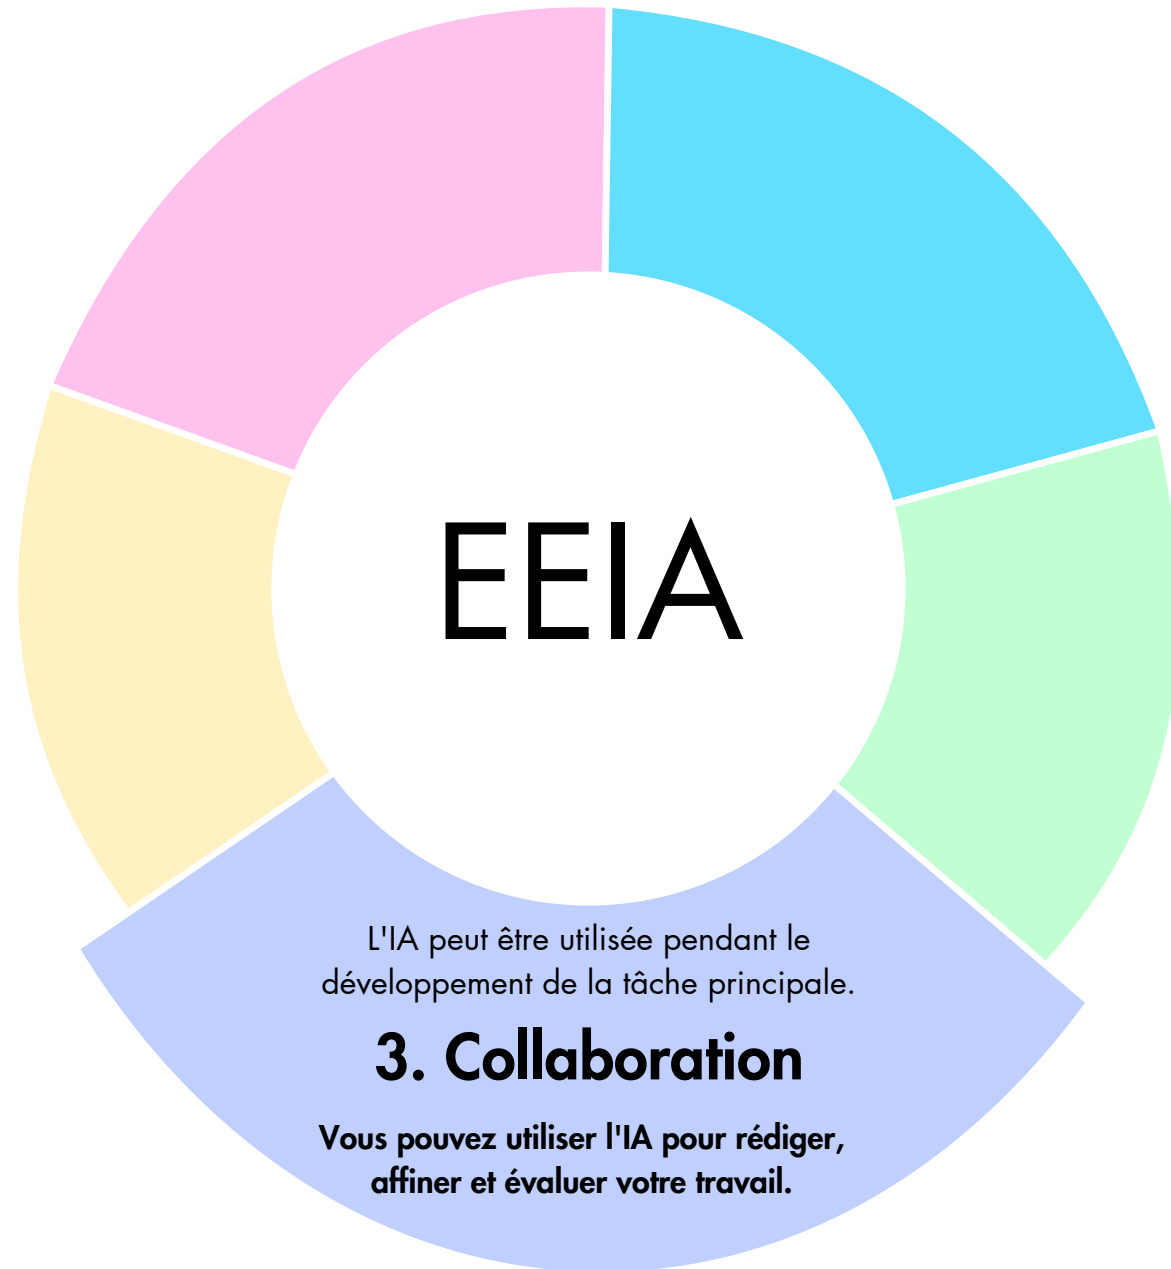 EEIA
L'IA peut être utilisée pendant le
développement de la tâche principale.
3. Collaboration
Vous pouvez utiliser l'IA pour rédiger,
affiner et évaluer votre travail.